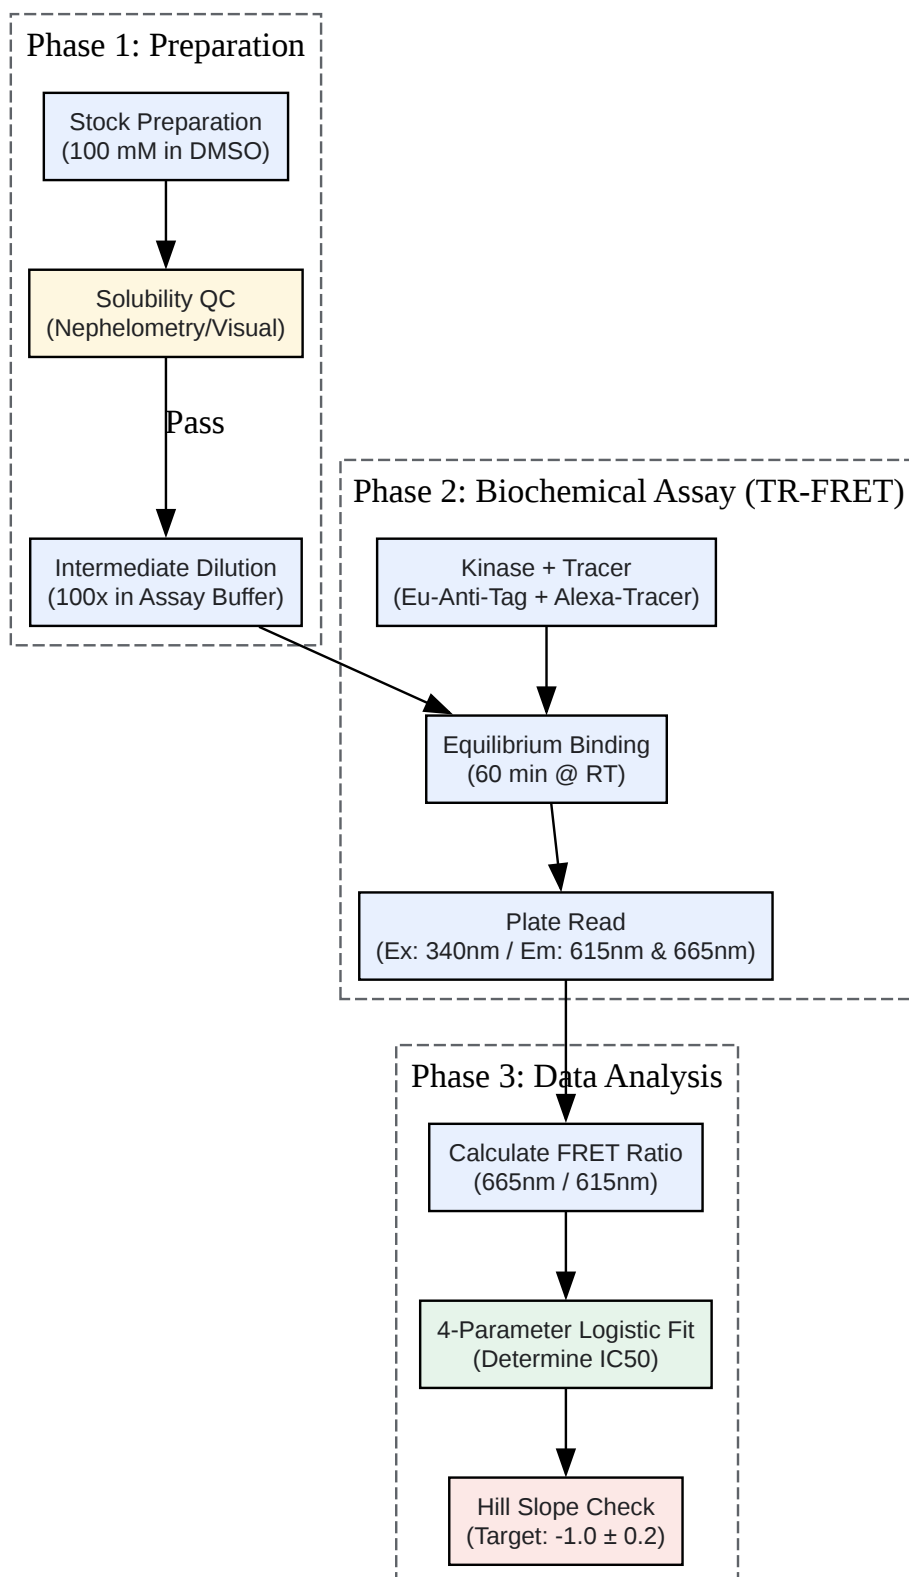 Phase 1: Preparation
Stock Preparation
(100 mM in DMSO)
Solubility QC
(Nephelometry/Visual)
Pass
Intermediate Dilution
(100x in Assay Buffer)
Phase 2: Biochemical Assay (TR-FRET)
Kinase + Tracer
(Eu-Anti-Tag + Alexa-Tracer)
Equilibrium Binding
(60 min @ RT)
Plate Read
(Ex: 340nm / Em: 615nm & 665nm)
Phase 3: Data Analysis
Calculate FRET Ratio
(665nm / 615nm)
4-Parameter Logistic Fit
(Determine IC50)
Hill Slope Check
(Target: -1.0 ± 0.2)